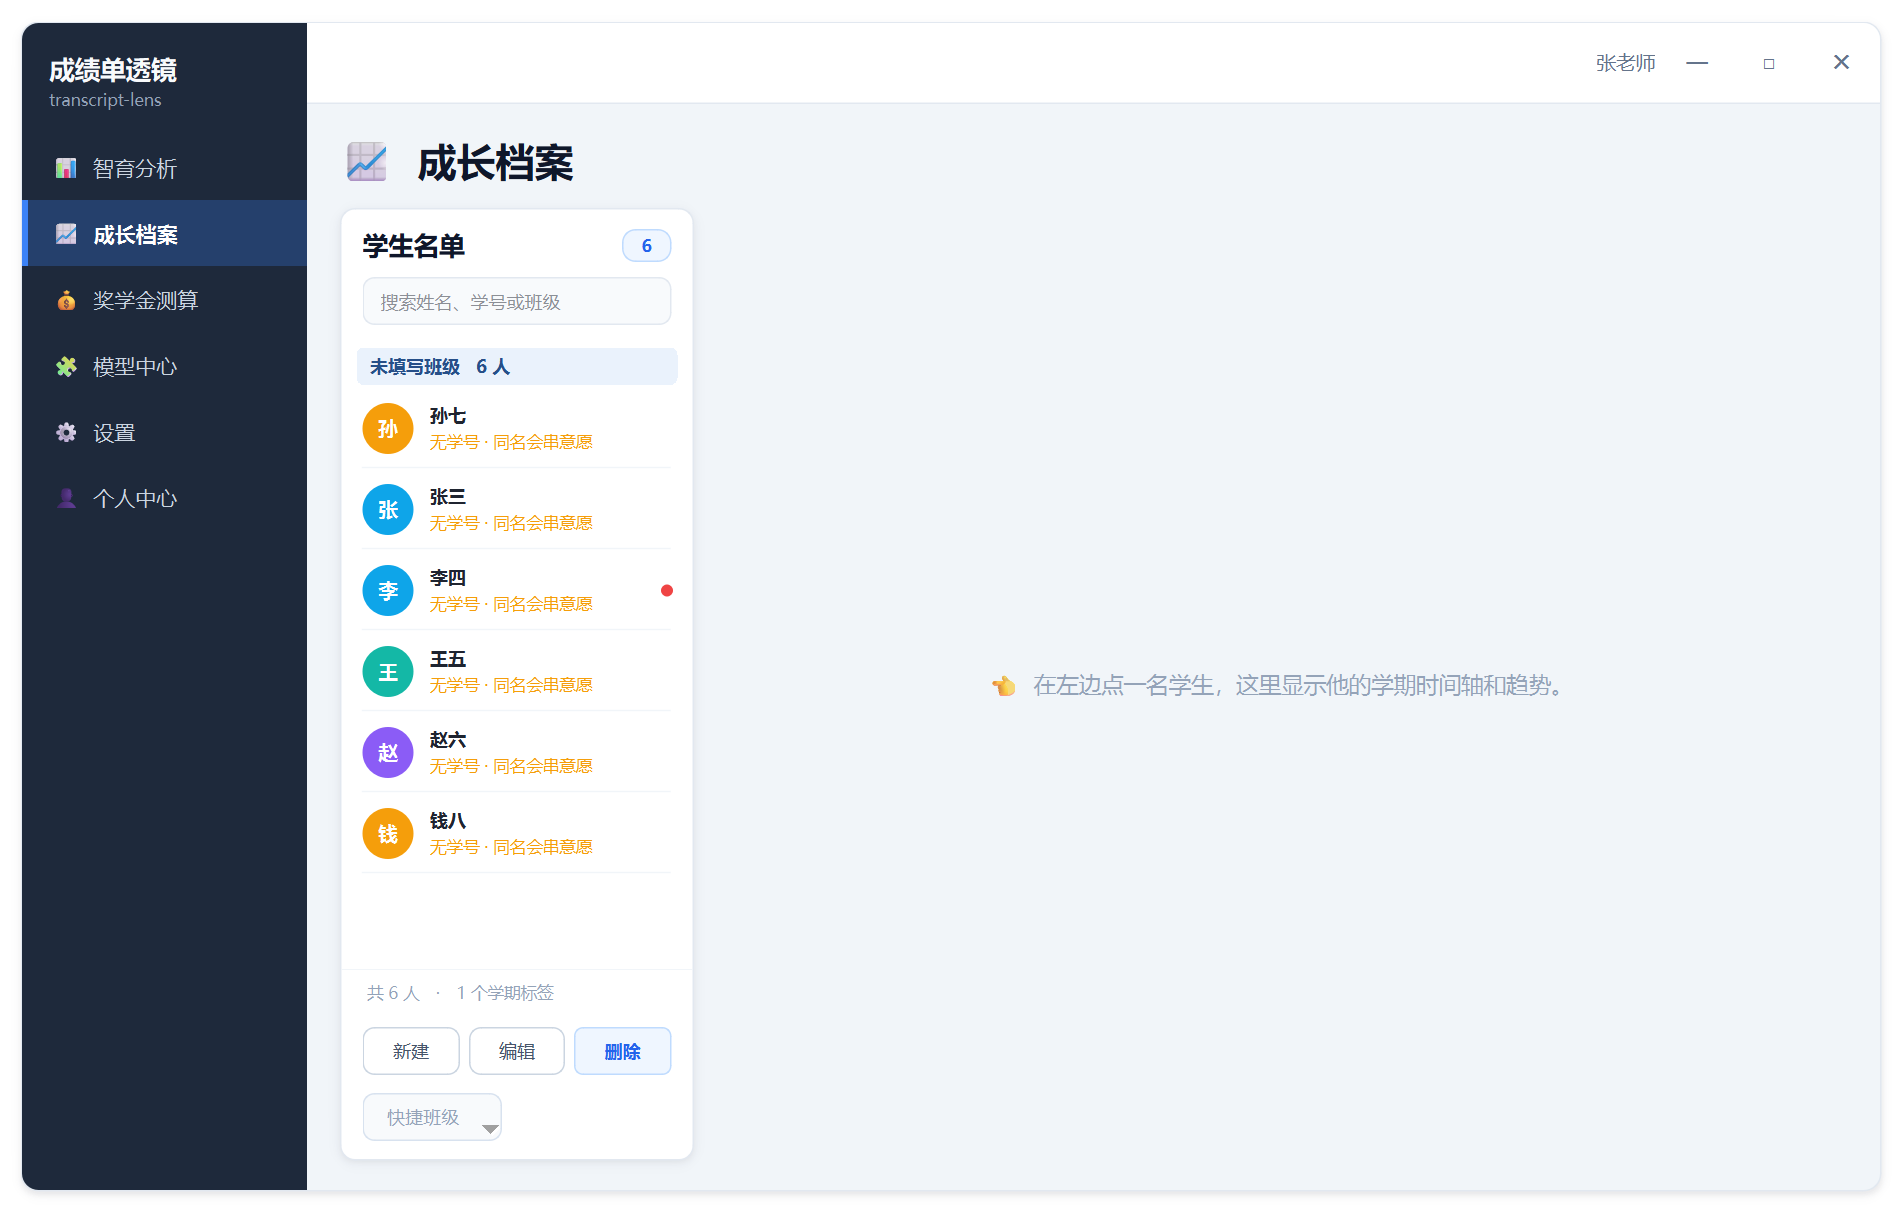 成绩单透镜
transcript-lens
智育分析
成长档案
奖学金测算
模型中心
设置
个人中心
张老师
成长档案
学生名单
6
搜索姓名、学号或班级
未填写班级 6 人
孙
孙七
无学号 · 同名会串意愿
张
张三
无学号 · 同名会串意愿
李
李四
无学号 · 同名会串意愿
王
王五
无学号 · 同名会串意愿
赵
赵六
无学号 · 同名会串意愿
钱
钱八
无学号 · 同名会串意愿
共 6 人 · 1 个学期标签
新建 编辑 删除
快捷班级
在左边点一名学生，这里显示他的学期时间轴和趋势。